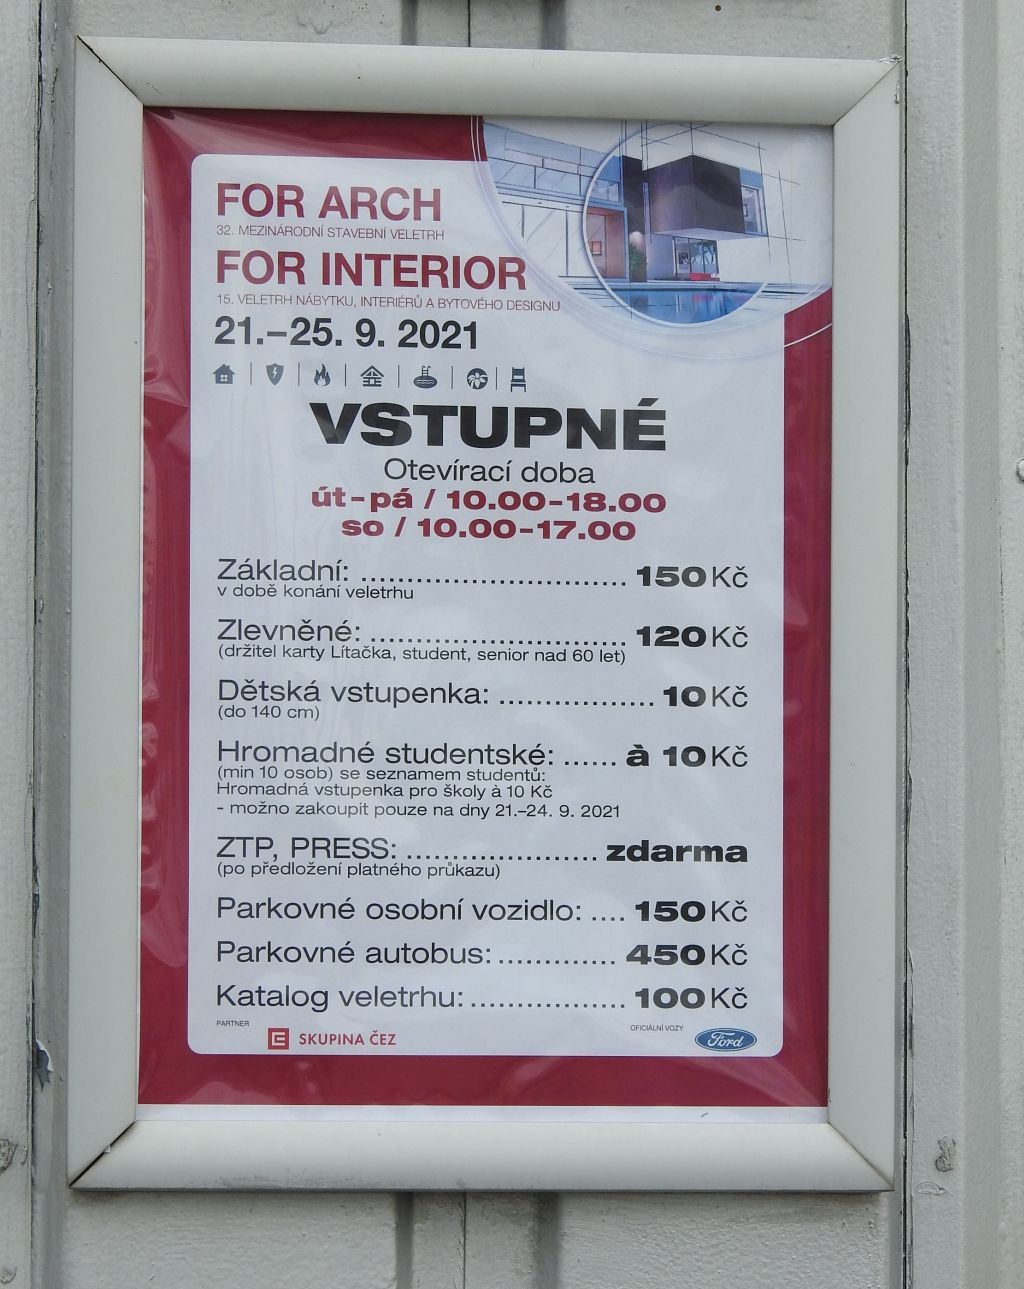 FOR ARCH
32. MEZINÁRODNÍ STAVEBNÍ VELETRH
FOR INTERIOR
15. VELETRH NÁBYTKU, INTERIÉRŮ A BYTOVÉHO DESIGNU
21.–25. 9. 2021
VSTUPNÉ
Otevírací doba
út-pá / 10.00-18.00
so / 10.00-17.00
Základní: ............................ 150 Kč
v době konání veletrhu
Zlevněné: ........................... 120 Kč
(držitel karty Lítačka, student, senior nad 60 let)
Dětská vstupenka: ................ 10 Kč
(do 140 cm)
Hromadné studentské: ...... à 10 Kč
(min 10 osob) se seznamem studentů:
Hromadná vstupenka pro školy à 10 Kč
- možno zakoupit pouze na dny 21.–24. 9. 2021
ZTP, PRESS: .................... zdarma
(po předložení platného průkazu)
Parkovné osobní vozidlo: .... 150 Kč
Parkovné autobus: ............. 450 Kč
Katalog veletrhu: ................ 100 Kč
PARTNER
SKUPINA ČEZ
OFICIÁLNÍ VOZY
Ford